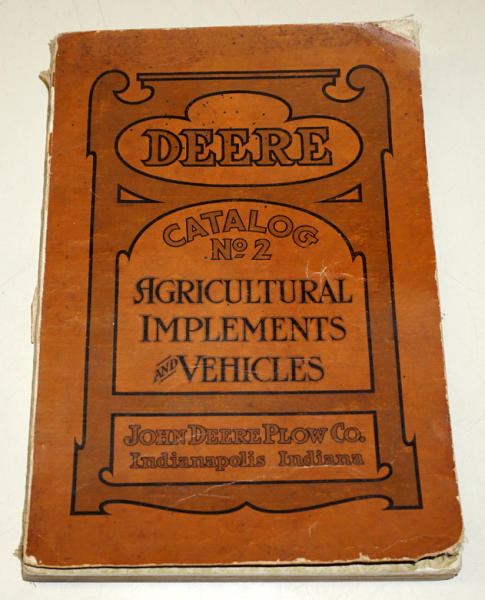 DEERE
CATALOG
No 2
AGRICULTURAL
IMPLEMENTS
AND VEHICLES
JOHN DEERE PLOW CO.
Indianapolis Indiana